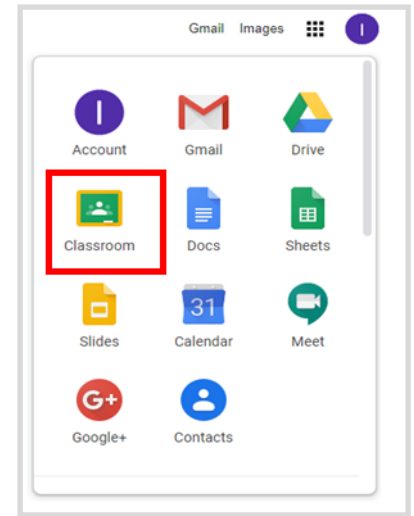 Gmail Images I
I
Account Gmail Drive
Classroom Docs Sheets
31
Slides Calendar Meet
G+
Google+ Contacts